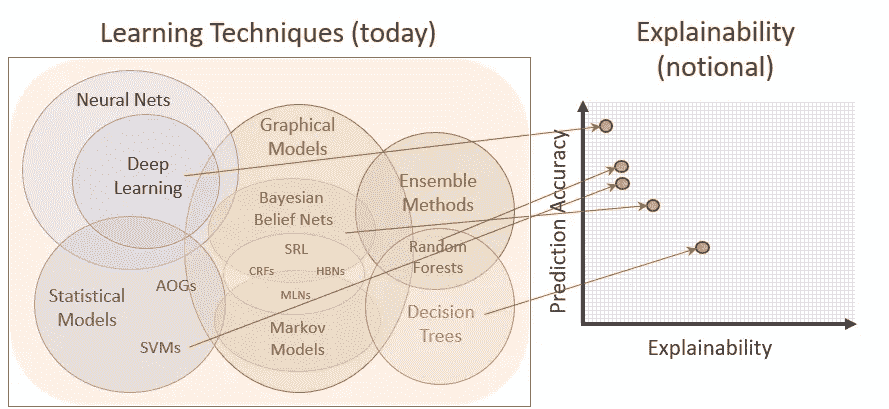 Learning Techniques (today)
Neural Nets
Deep
Learning
Graphical
Models
Bayesian
Belief Nets
SRL
CRFs
HBNs
MLNs
Markov
Models
Ensemble
Methods
Random
Forests
Decision
Trees
Statistical
Models
AOGs
SVMs
Explainability
(notional)
Prediction Accuracy
Explainability